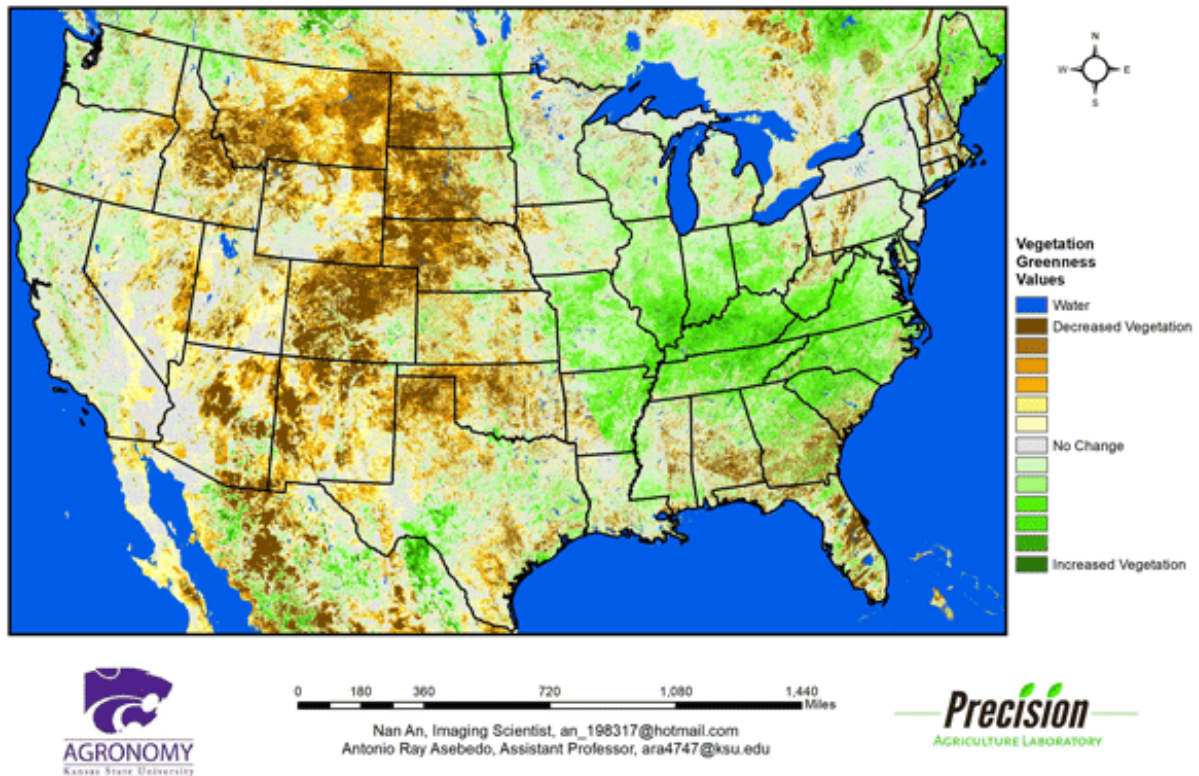 N
W
E
S
Vegetation
Greenness
Values
Water
Decreased Vegetation
No Change
Increased Vegetation
0 180 360 720 1,080 1,440
Miles
Nan An, Imaging Scientist, an_198317@hotmail.com
Antonio Ray Asebedo, Assistant Professor, ara4747@ksu.edu
AGRONOMY
Kansas State University
Precision
AGRICULTURE LABORATORY